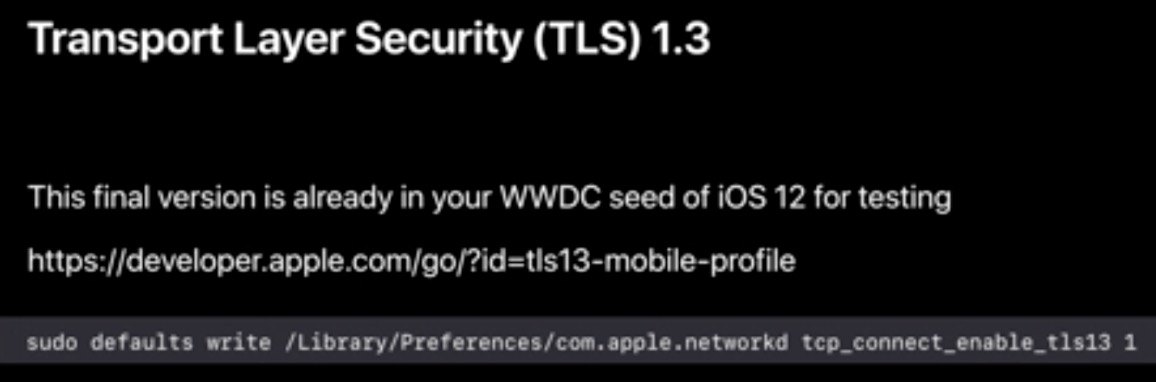 Transport Layer Security (TLS) 1.3
This final version is already in your WWDC seed of iOS 12 for testing
https://developer.apple.com/go/?id=tls13-mobile-profile
sudo defaults write /Library/Preferences/com.apple.networkd tcp_connect_enable_tls13 1